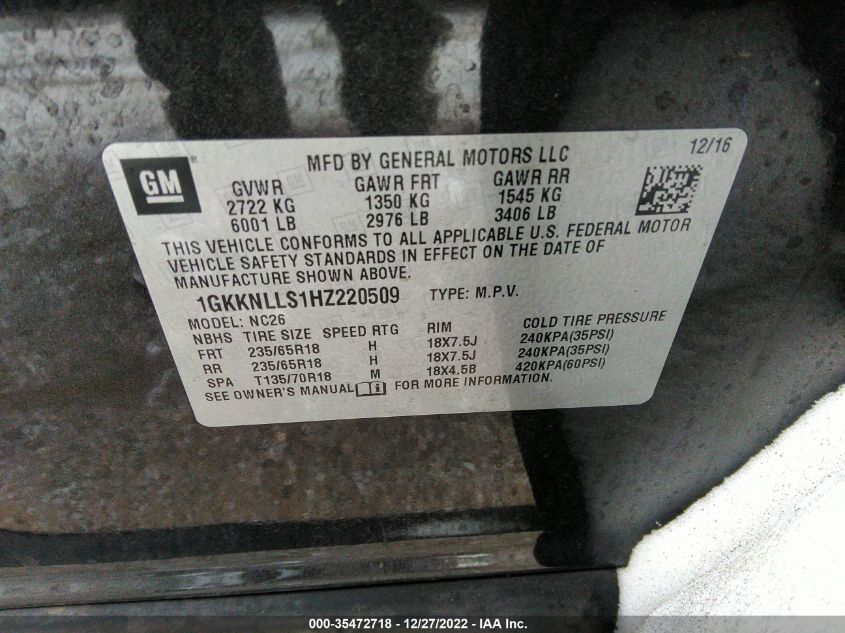 GM
®
MFD BY GENERAL MOTORS LLC
12/16
GVWR GAWR FRT GAWR RR
2722 KG 1350 KG 1545 KG
6001 LB 2976 LB 3406 LB
THIS VEHICLE CONFORMS TO ALL APPLICABLE U.S. FEDERAL MOTOR
VEHICLE SAFETY STANDARDS IN EFFECT ON THE DATE OF
MANUFACTURE SHOWN ABOVE.
1GKKNLLS1HZ220509 TYPE: M.P.V.
MODEL: NC26
NBHS TIRE SIZE SPEED RTG RIM COLD TIRE PRESSURE
FRT 235/65R18 H 18X7.5J 240KPA(35PSI)
RR 235/65R18 H 18X7.5J 240KPA(35PSI)
SPA T135/70R18 M 18X4.5B 420KPA(60PSI)
SEE OWNER'S MANUAL FOR MORE INFORMATION.
000-35472718 - 12/27/2022 - IAA Inc.